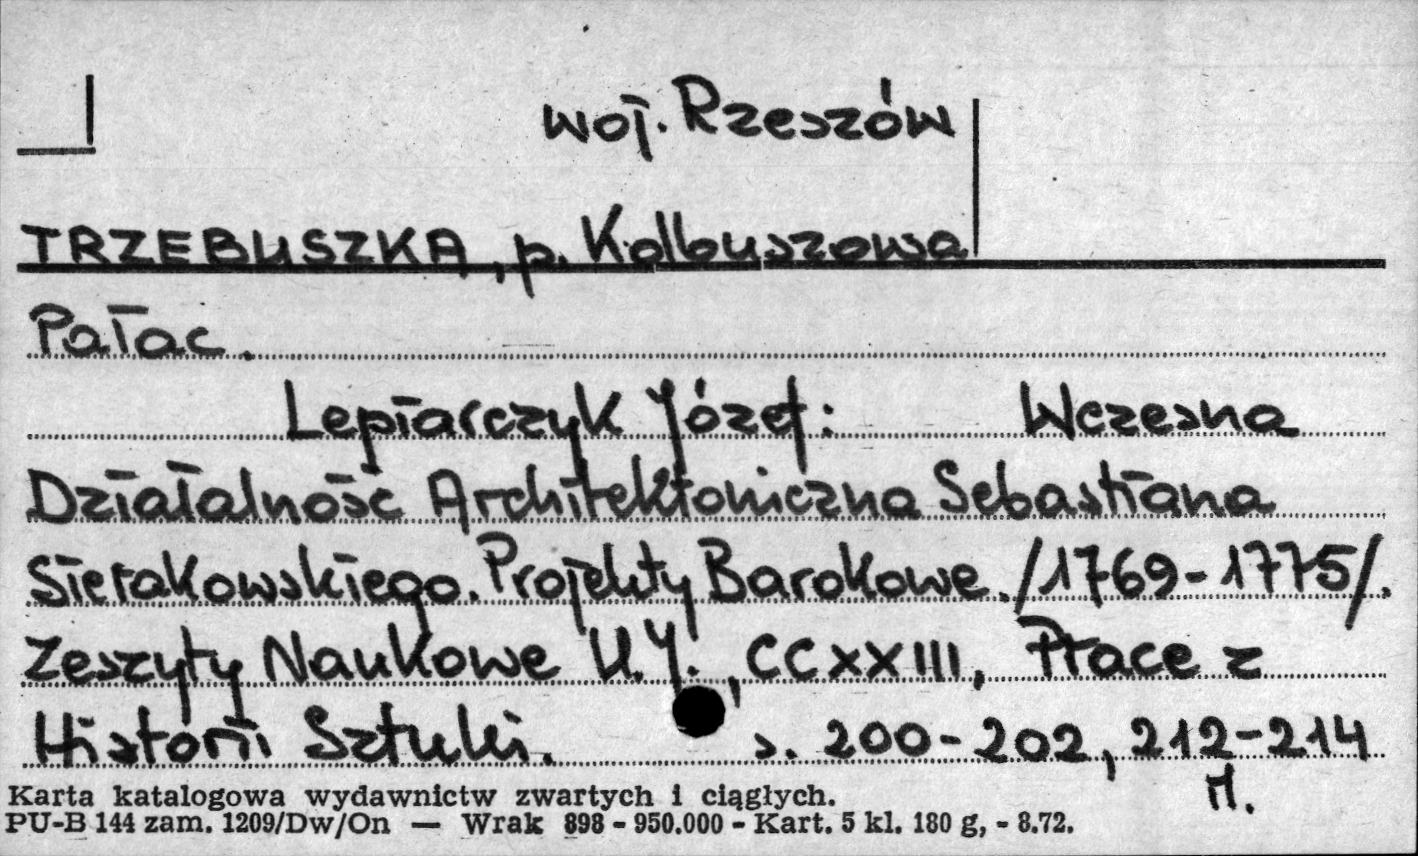 woj. Rzeszów
TRZEBUSZKA, p. Kolbuszowa
Pałac.
Lepiarczyk Józef: Wczesna
Działalność Architektoniczna Sebastiana
Sierakowskiego. Projekty Barokowe. /1769-1775/.
Zeszyty Naukowe U.J., CCXXIII, Prace z
Historii Sztuki. s. 200-202, 212-214
M.
Karta katalogowa wydawnictw zwartych i ciągłych.
PU-B 144 zam. 1209/Dw/On — Wrak 898 - 950.000 - Kart. 5 kl. 180 g, - 8.72.